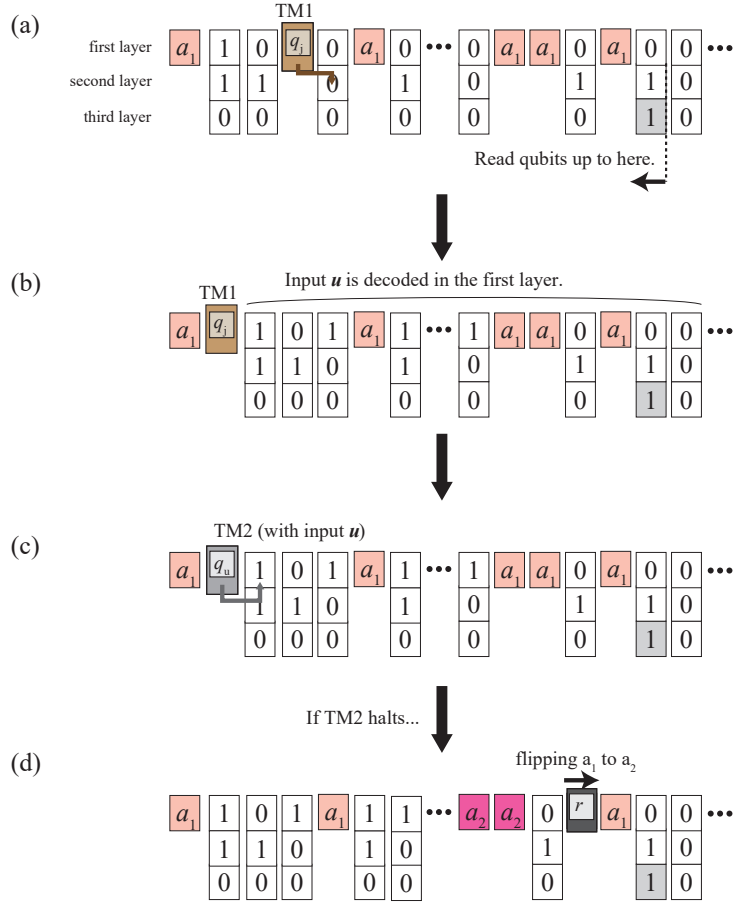 (a)
TM1
first layer a₁ 1 0 qⱼ 0 a₁ 0 ••• 0 a₁ a₁ 0 a₁ 0 0 •••
second layer 1 1 0 1 0 1 1 0
third layer 0 0 0 0 0 0 1 0
Read qubits up to here.
(b)
Input u is decoded in the first layer.
TM1
a₁ qⱼ 1 0 1 a₁ 1 ••• 1 a₁ a₁ 0 a₁ 0 0 •••
1 1 0 1 0 1 1 0
0 0 0 0 0 0 1 0
(c)
TM2 (with input u)
a₁ qᵤ 1 0 1 a₁ 1 ••• 1 a₁ a₁ 0 a₁ 0 0 •••
1 1 0 1 0 1 1 0
0 0 0 0 0 0 1 0
If TM2 halts...
(d)
flipping a₁ to a₂
a₁ 1 0 1 a₁ 1 1 ••• a₂ a₂ 0 r a₁ 0 0 •••
1 1 0 1 0 1 1 0
0 0 0 0 0 0 1 0